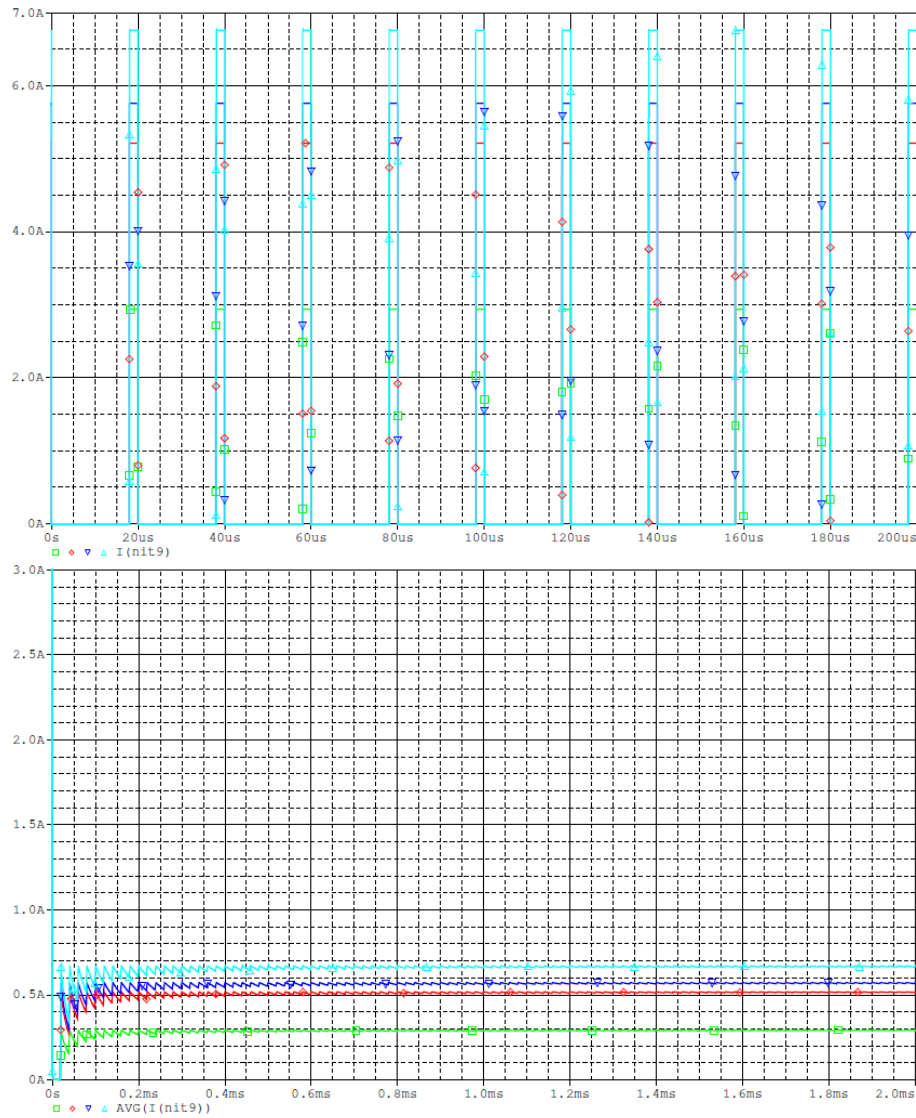 7.0A
6.0A
4.0A
2.0A
0A
0s 20us 40us 60us 80us 100us 120us 140us 160us 180us 200us
I(nit9)
3.0A
2.5A
2.0A
1.5A
1.0A
0.5A
0A
0s 0.2ms 0.4ms 0.6ms 0.8ms 1.0ms 1.2ms 1.4ms 1.6ms 1.8ms 2.0ms
AVG(I(nit9))